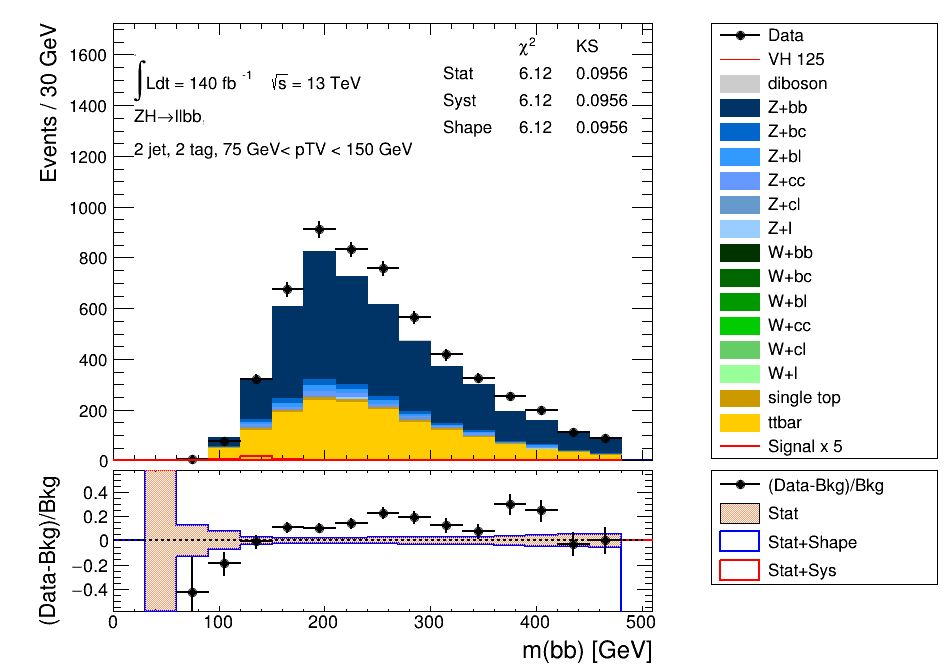 Events / 30 GeV
1600
1400
1200
1000
800
600
400
200
0
∫Ldt = 140 fb⁻¹ √s = 13 TeV
ZH→llbb,
2 jet, 2 tag, 75 GeV< pTV < 150 GeV
χ² KS
Stat 6.12 0.0956
Syst 6.12 0.0956
Shape 6.12 0.0956
Data
VH 125
diboson
Z+bb
Z+bc
Z+bl
Z+cc
Z+cl
Z+l
W+bb
W+bc
W+bl
W+cc
W+cl
W+l
single top
ttbar
Signal x 5
(Data-Bkg)/Bkg
0.4
0.2
0
−0.2
−0.4
0 100 200 300 400 500
m(bb) [GeV]
(Data-Bkg)/Bkg
Stat
Stat+Shape
Stat+Sys